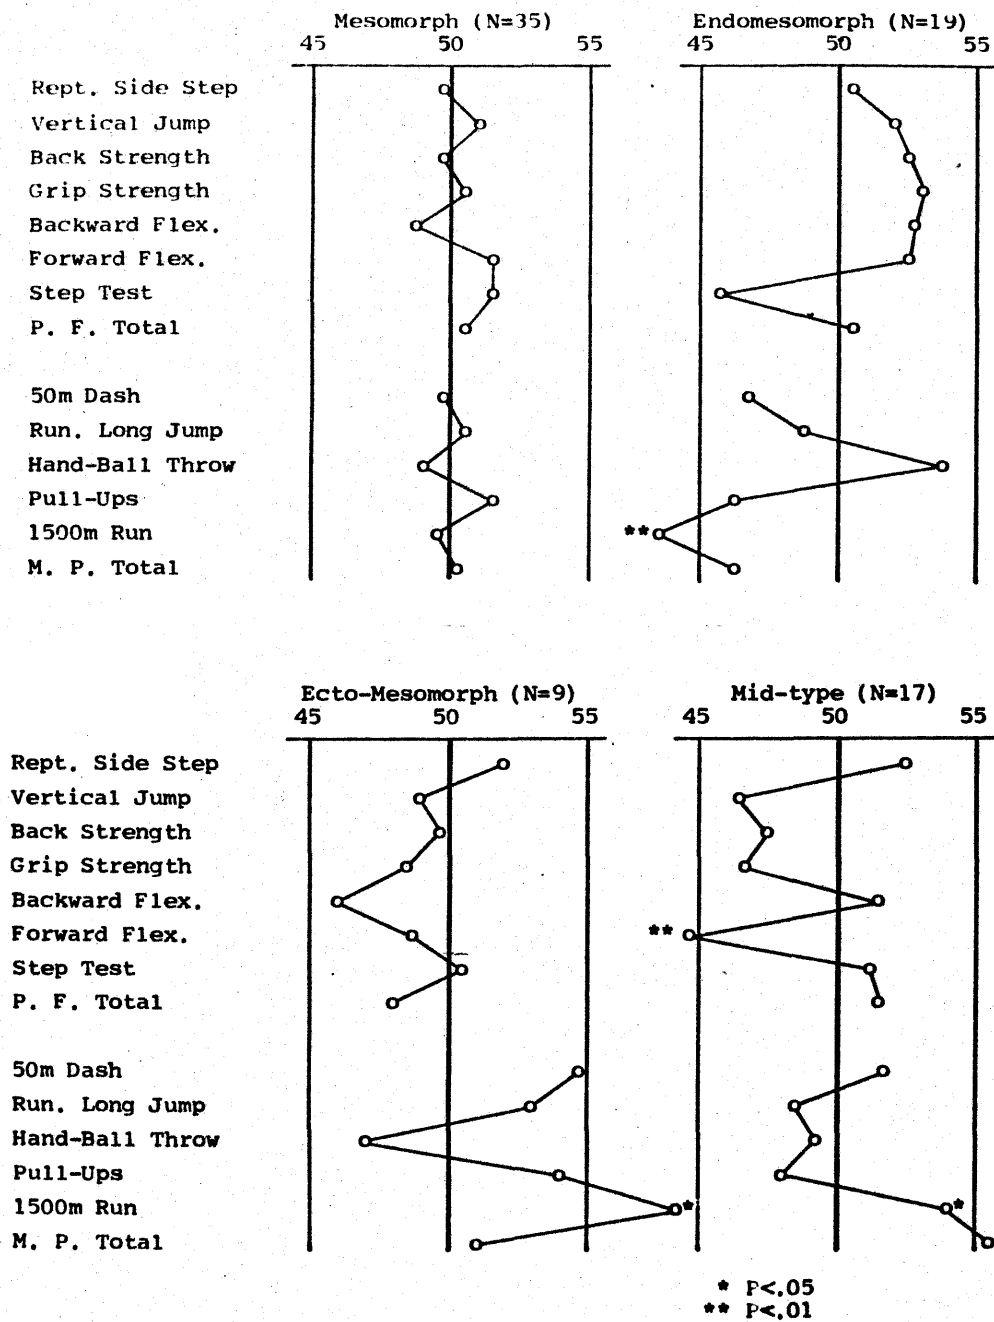 Mesomorph (N=35)
45 50 55
Endomesomorph (N=19)
45 50 55
Rept. Side Step
Vertical Jump
Back Strength
Grip Strength
Backward Flex.
Forward Flex.
Step Test
P. F. Total
50m Dash
Run. Long Jump
Hand-Ball Throw
Pull-Ups
1500m Run
**
M. P. Total
Ecto-Mesomorph (N=9)
45 50 55
Mid-type (N=17)
45 50 55
Rept. Side Step
Vertical Jump
Back Strength
Grip Strength
Backward Flex.
Forward Flex.
**
Step Test
P. F. Total
50m Dash
Run. Long Jump
Hand-Ball Throw
Pull-Ups
1500m Run
* *
M. P. Total
* P<.05
** P<.01